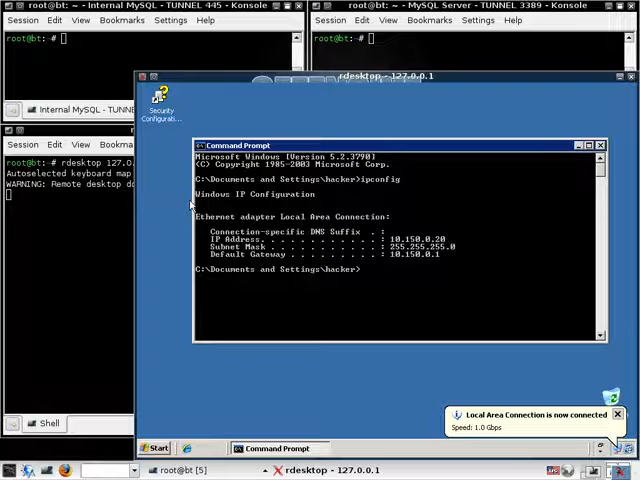 root@bt: ~ - Internal MySQL - TUNNEL 445 - Konsole
Session Edit View Bookmarks Settings Help
root@bt:~#
Internal MySQL - TUNN
root@bt: ~ - MySQL Server - TUNNEL 3389 - Konsole
Session Edit View Bookmarks Settings Help
root@bt:~#
Session Edit View Bookmark
root@bt:~# rdesktop 127.0.
Autoselected keyboard map
WARNING: Remote desktop do
Shell
rdesktop - 127.0.0.1
Security
Configurati...
Command Prompt
Microsoft Windows [Version 5.2.3790]
(C) Copyright 1985-2003 Microsoft Corp.
C:\Documents and Settings\hacker>ipconfig
Windows IP Configuration
Ethernet adapter Local Area Connection:
Connection-specific DNS Suffix . :
IP Address. . . . . . . . . . . . : 10.150.0.20
Subnet Mask . . . . . . . . . . . : 255.255.255.0
Default Gateway . . . . . . . . . : 10.150.0.1
C:\Documents and Settings\hacker>
Local Area Connection is now connected
Speed: 1.0 Gbps
Start
Command Prompt
root@bt [5]
rdesktop - 127.0.0.1